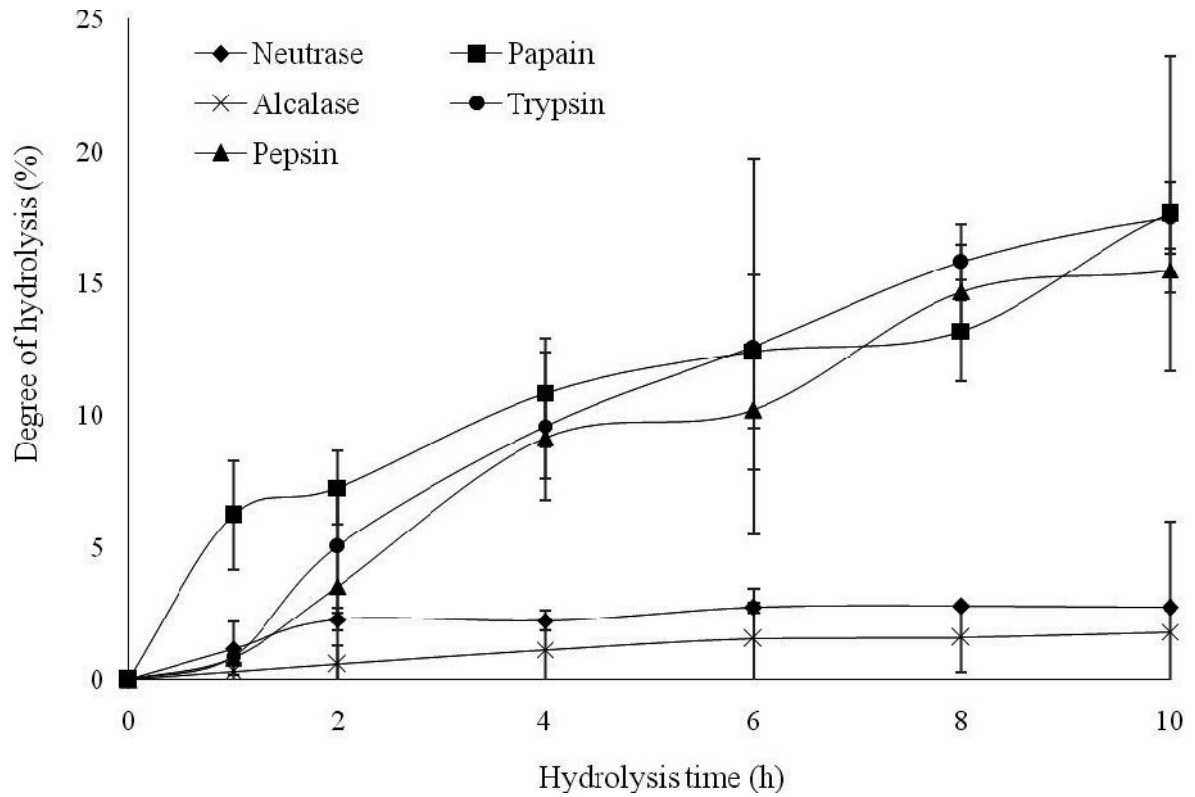 25
20
15
10
5
0
Degree of hydrolysis (%)
Neutrase
Papain
Alcalase
Trypsin
Pepsin
0 2 4 6 8 10
Hydrolysis time (h)